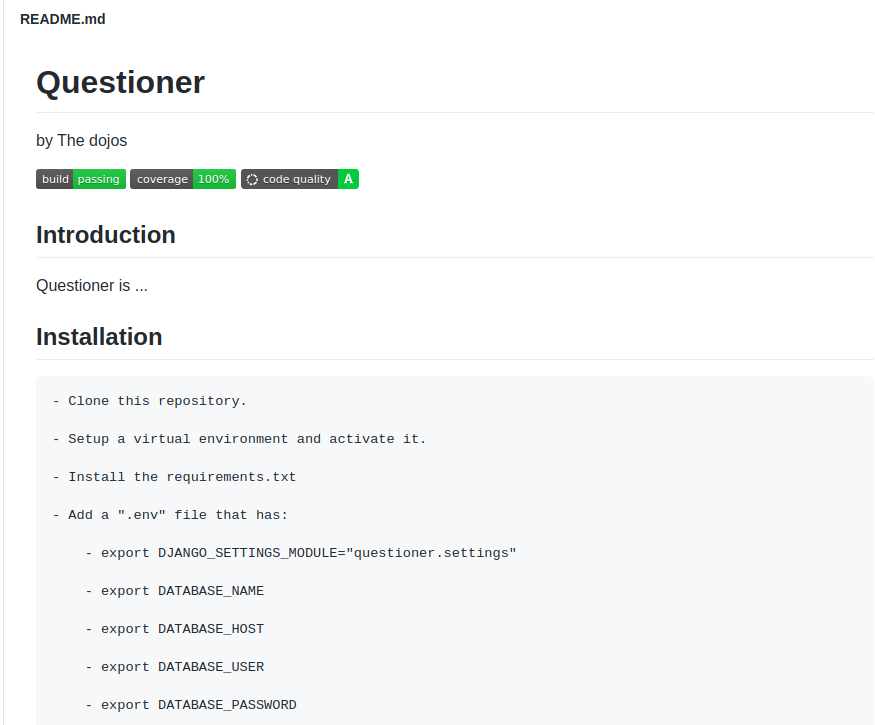 README.md
Questioner
by The dojos
build passing coverage 100% code quality A
Introduction
Questioner is ...
Installation
- Clone this repository.
- Setup a virtual environment and activate it.
- Install the requirements.txt
- Add a ".env" file that has:
- export DJANGO_SETTINGS_MODULE="questioner.settings"
- export DATABASE_NAME
- export DATABASE_HOST
- export DATABASE_USER
- export DATABASE_PASSWORD